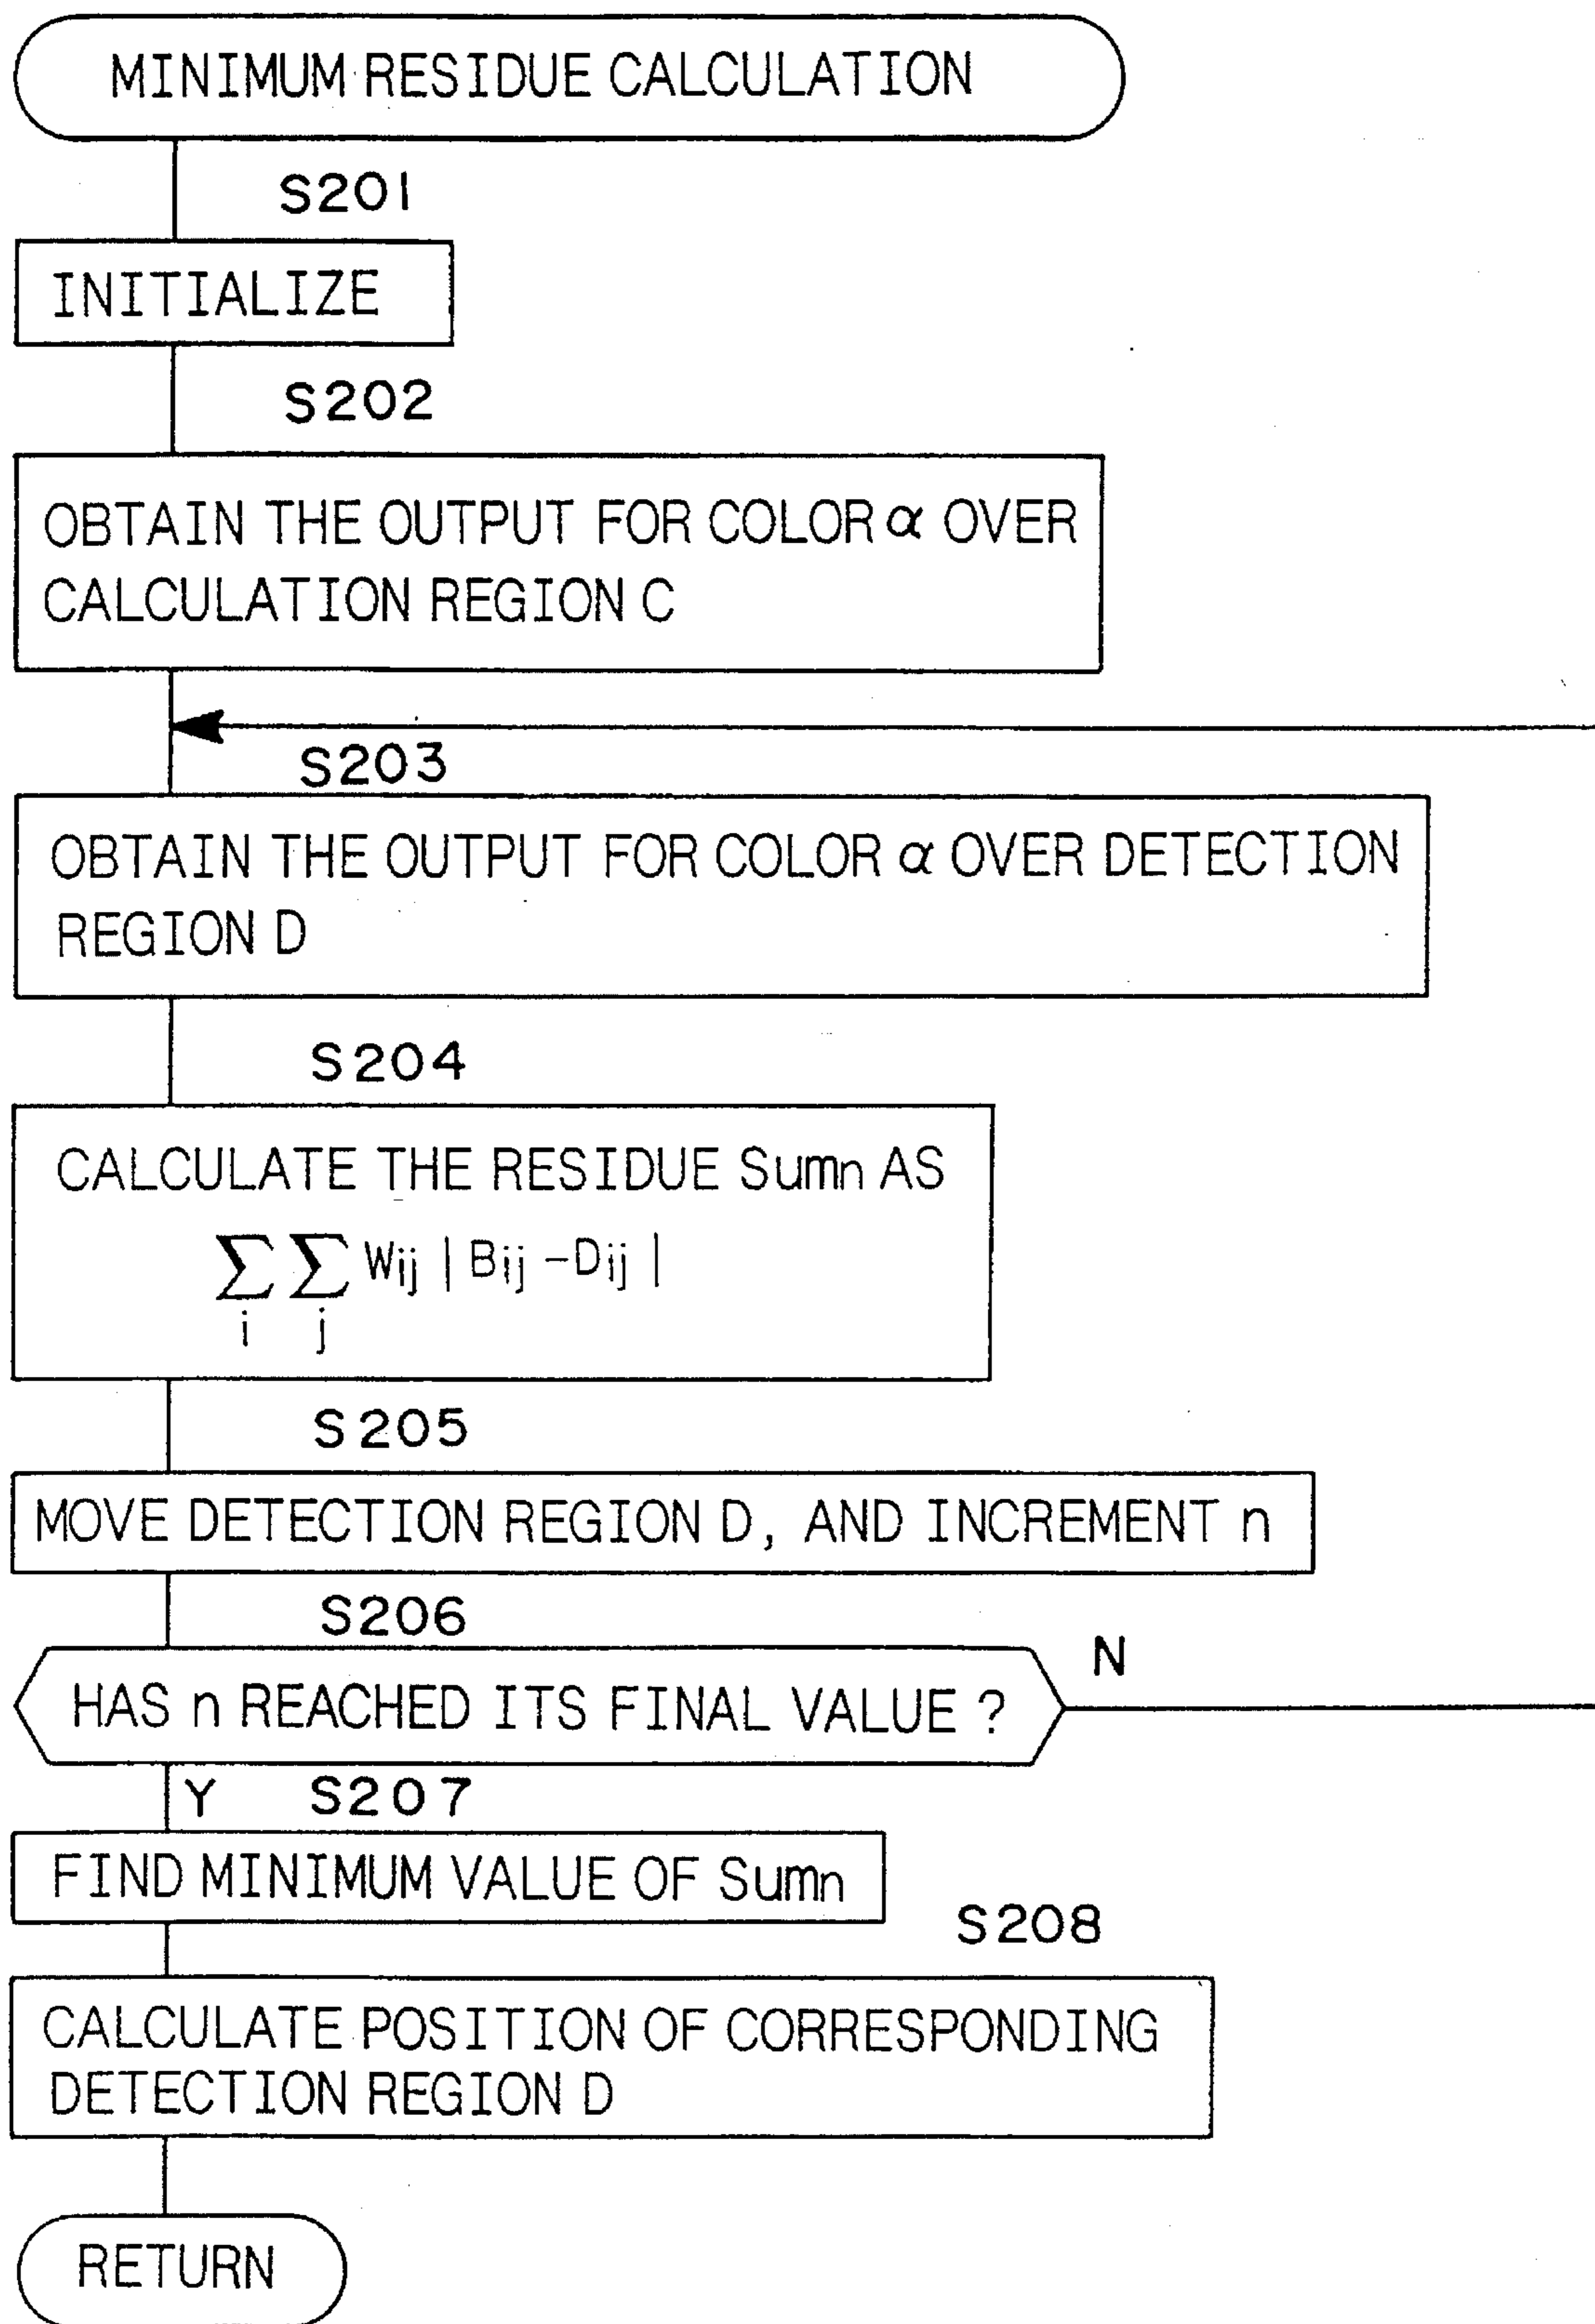 MINIMUM RESIDUE CALCULATION
S201
INITIALIZE
S202
OBTAIN THE OUTPUT FOR COLOR α OVER
CALCULATION REGION C
S203
OBTAIN THE OUTPUT FOR COLOR α OVER DETECTION
REGION D
S204
CALCULATE THE RESIDUE Sumn AS
∑ ∑ Wij | Bij -Dij |
i j
S205
MOVE DETECTION REGION D, AND INCREMENT n
S206
HAS n REACHED ITS FINAL VALUE ?
N
Y
S207
FIND MINIMUM VALUE OF Sumn
S208
CALCULATE POSITION OF CORRESPONDING
DETECTION REGION D
RETURN